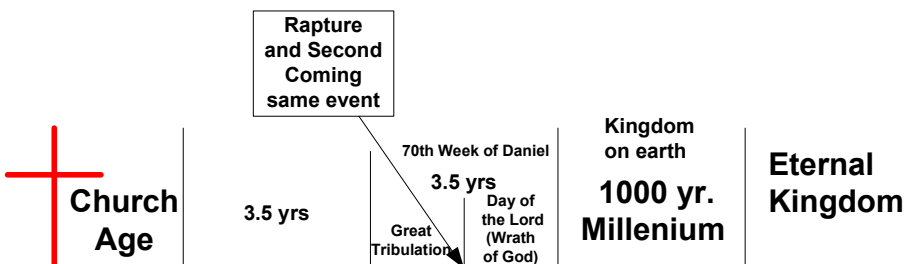 Rapture
and Second
Coming
same event
Church
Age
3.5 yrs
70th Week of Daniel
3.5 yrs
Great
Tribulation
Day of
the Lord
(Wrath
of God)
Kingdom
on earth
1000 yr.
Millenium
Eternal
Kingdom